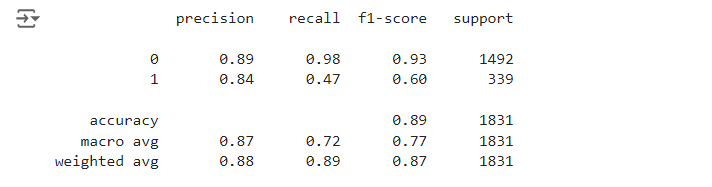 precision recall f1-score support
0 0.89 0.98 0.93 1492
1 0.84 0.47 0.60 339
accuracy 0.89 1831
macro avg 0.87 0.72 0.77 1831
weighted avg 0.88 0.89 0.87 1831